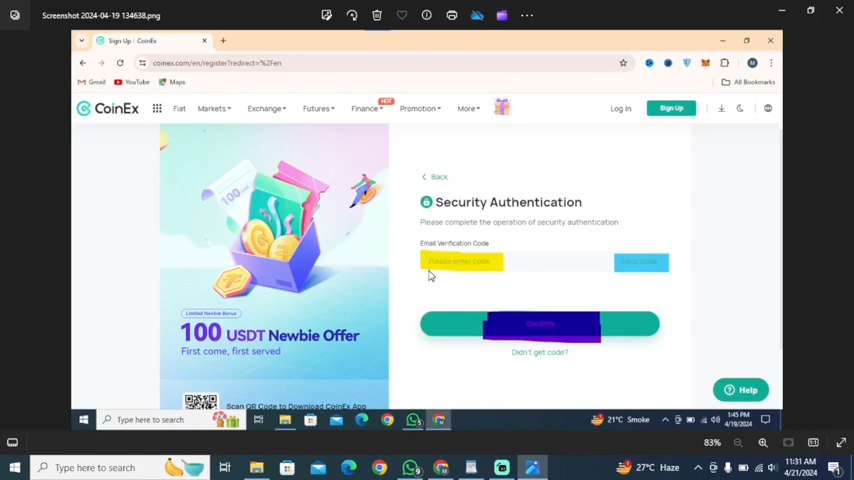 Screenshot 2024-04-19 134638.png
Sign Up | CoinEx
coinex.com/en/register?redirect=%2Fen
M
Gmail YouTube Maps All Bookmarks
CoinEx Fiat Markets Exchange Futures Finance HOT Promotion More Log In Sign Up
Back
Security Authentication
Please complete the operation of security authentication
Email Verification Code
Please enter code Send code
Confirm
Didn't get code?
100
Limited Newbie Bonus
100 USDT Newbie Offer
First come, first served
Scan QR Code to Download CoinEx App
Help
Type here to search 5 21°C Smoke 1:45 PM
4/19/2024
83%
Type here to search 9 27°C Haze 11:31 AM
4/21/2024 1